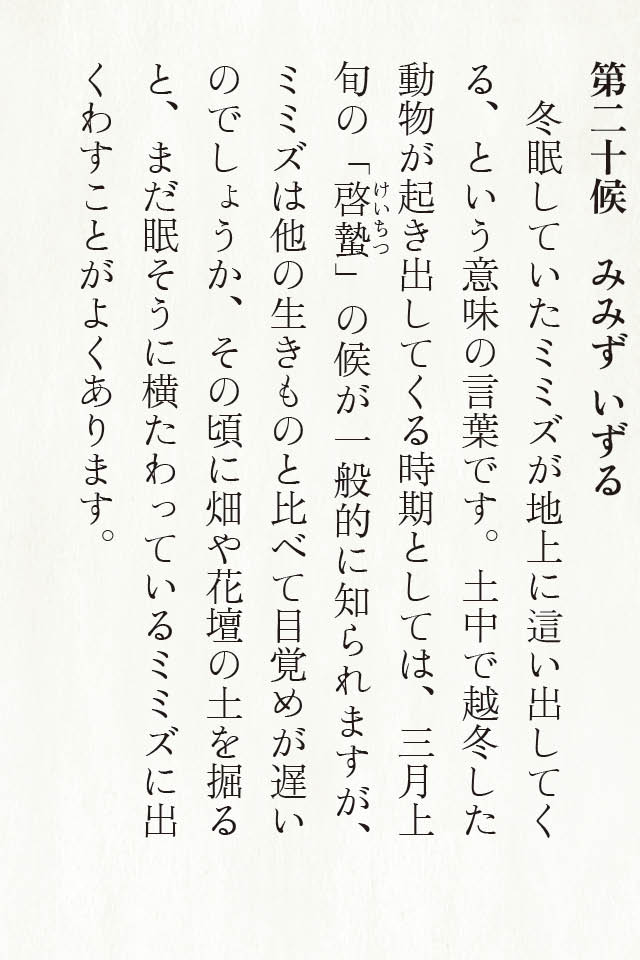 第二十候　みみず いずる
　冬眠していたミミズが地上に這い出してく
る、という意味の言葉です。土中で越冬した
動物が起き出してくる時期としては、三月上
旬の「啓蟄」の候が一般的に知られますが、
けいちつ
ミミズは他の生きものと比べて目覚めが遅い
のでしょうか、その頃に畑や花壇の土を掘る
と、まだ眠そうに横たわっているミミズに出
くわすことがよくあります。